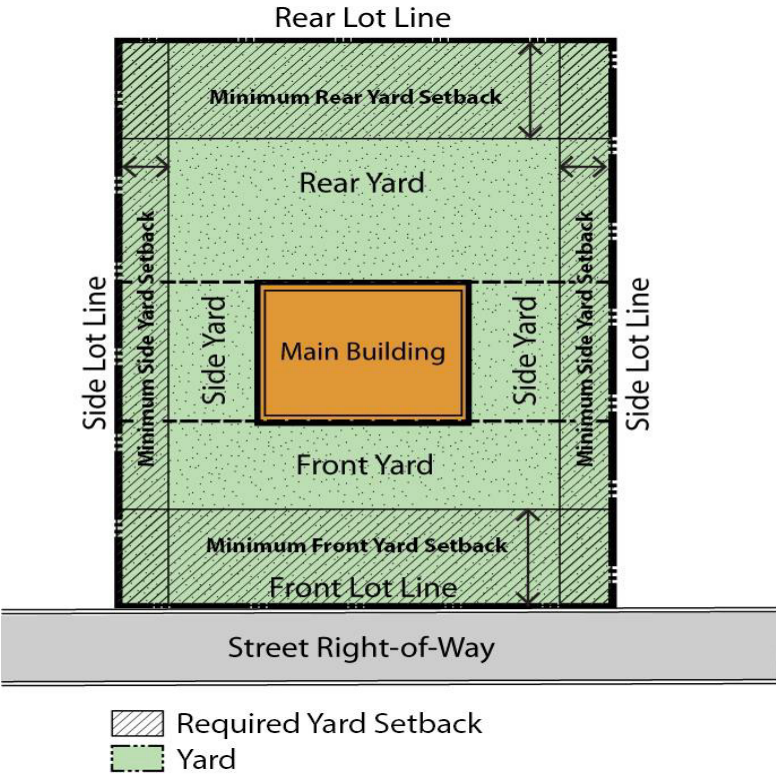 Rear Lot Line
Minimum Rear Yard Setback
Rear Yard
Side Lot Line
Minimum Side Yard Setback
Side Yard
Main Building
Side Yard
Minimum Side Yard Setback
Side Lot Line
Front Yard
Minimum Front Yard Setback
Front Lot Line
Street Right-of-Way
Required Yard Setback
Yard